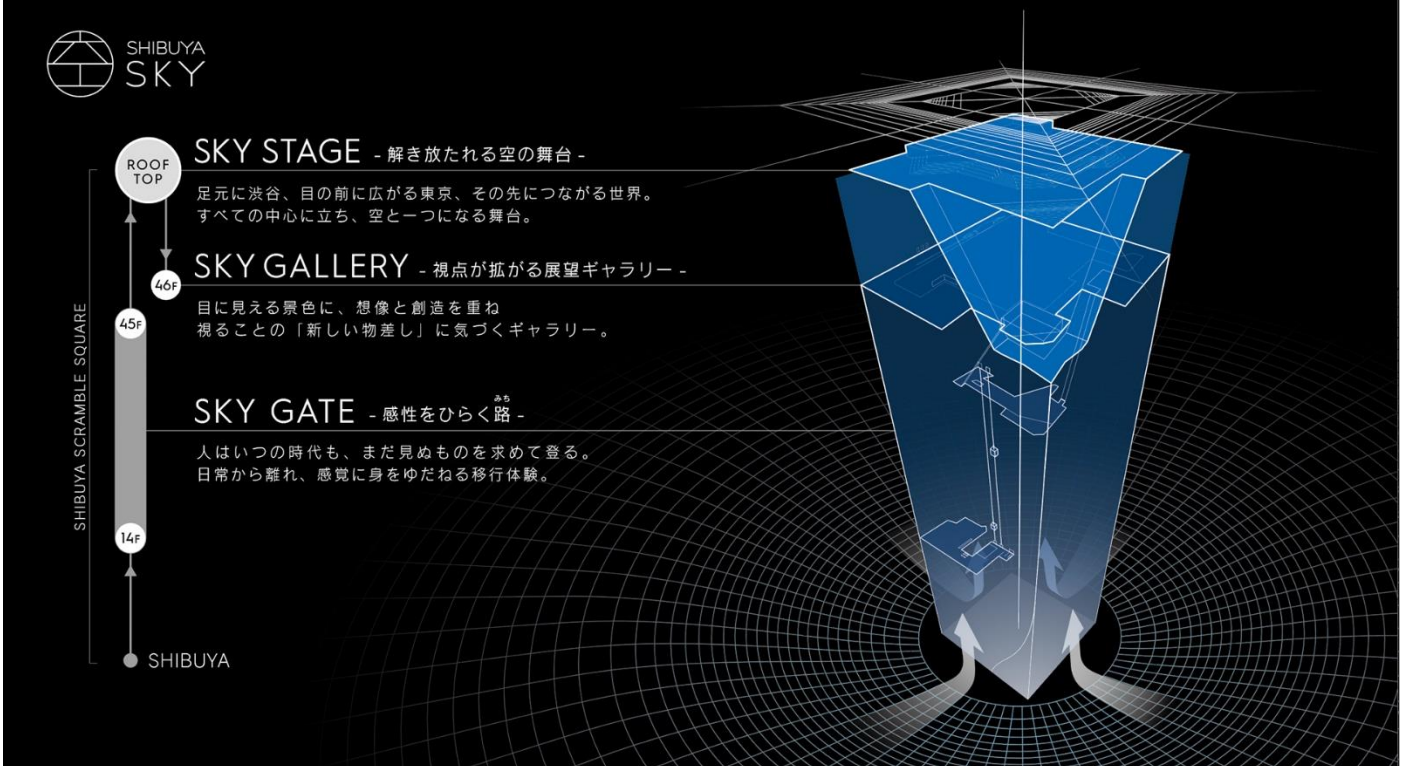 SHIBUYA
SKY
ROOF
TOP
SKY STAGE - 解き放たれる空の舞台 -
足元に渋谷、目の前に広がる東京、その先につながる世界。
すべての中心に立ち、空と一つになる舞台。
46F
SKY GALLERY - 視点が拡がる展望ギャラリー -
目に見える景色に、想像と創造を重ね
視ることの「新しい物差し」に気づくギャラリー。
45F
SHIBUYA SCRAMBLE SQUARE
みち
SKY GATE - 感性をひらく路 -
人はいつの時代も、まだ見ぬものを求めて登る。
日常から離れ、感覚に身をゆだねる移行体験。
14F
SHIBUYA